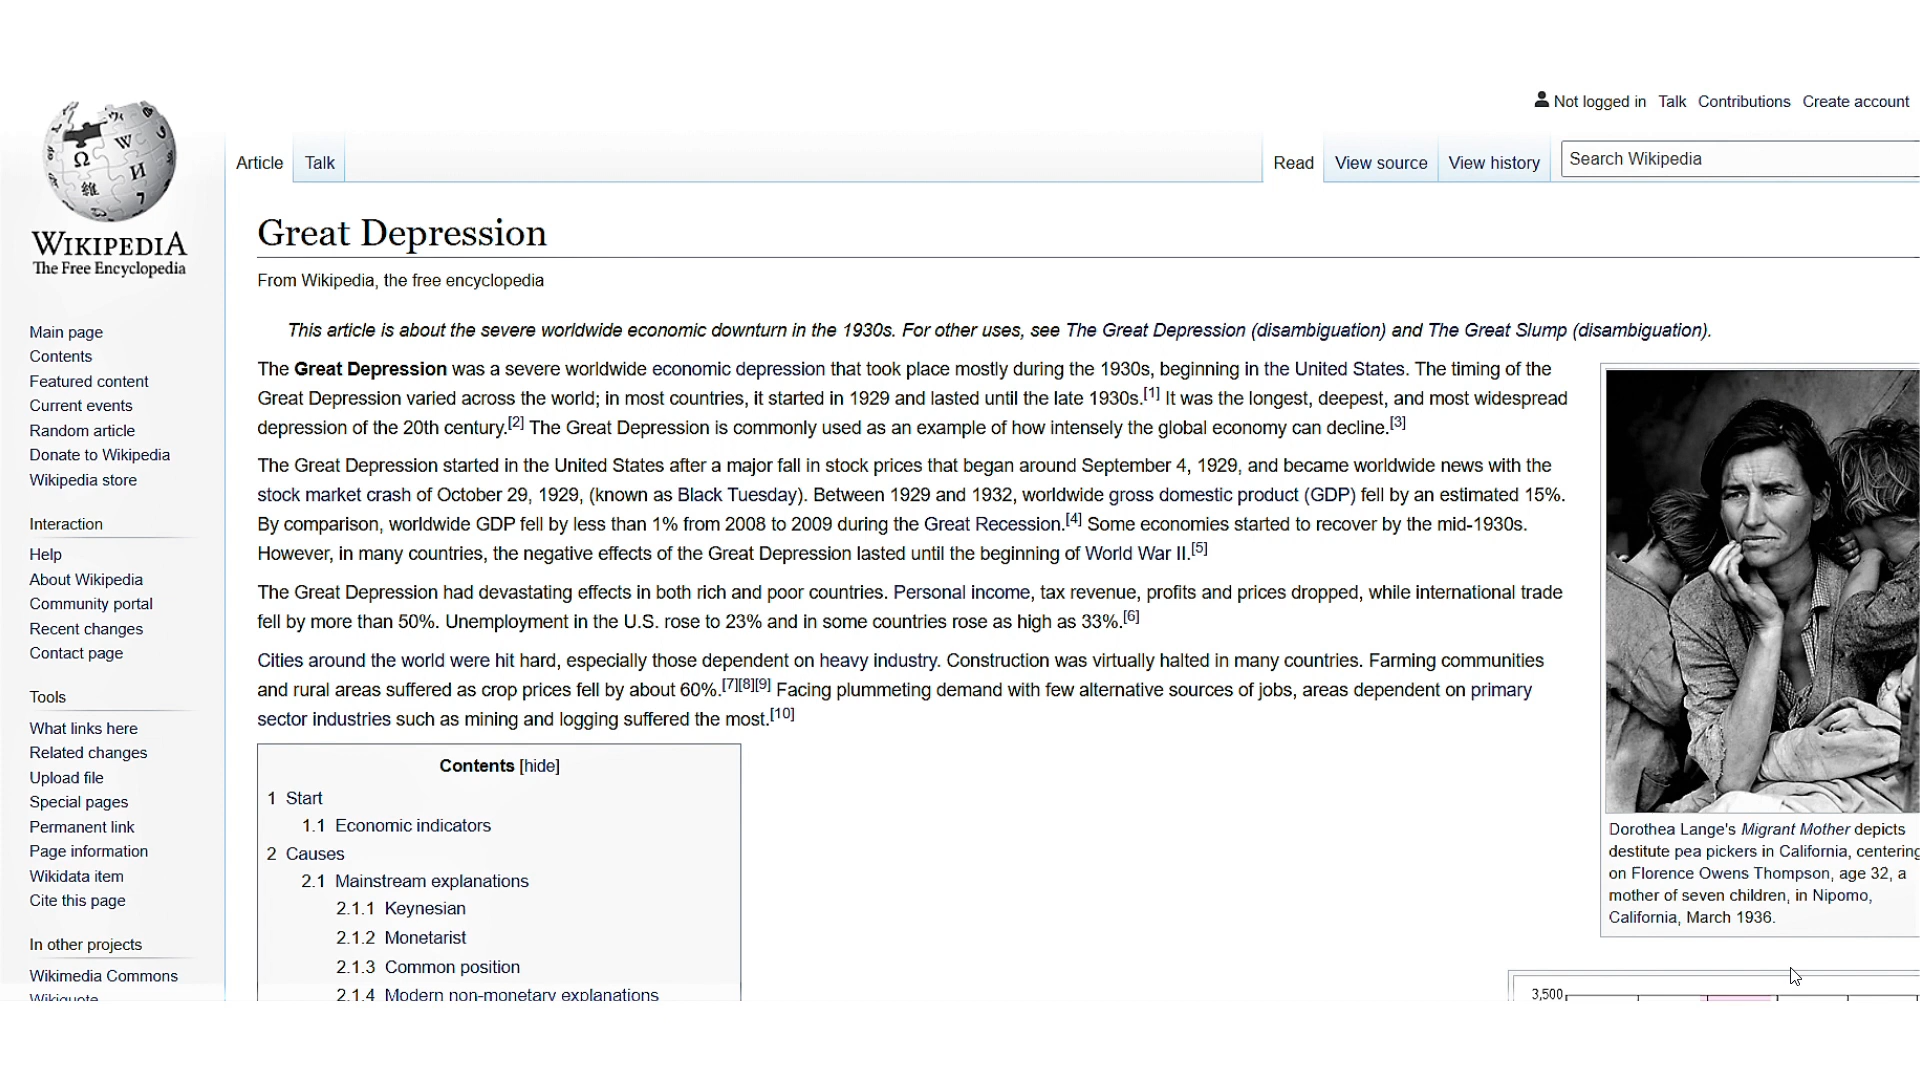 Not logged in Talk Contributions Create account
Article Talk Read View source View history Search Wikipedia
WIKIPEDIA
The Free Encyclopedia
Main page
Contents
Featured content
Current events
Random article
Donate to Wikipedia
Wikipedia store
Interaction
Help
About Wikipedia
Community portal
Recent changes
Contact page
Tools
What links here
Related changes
Upload file
Special pages
Permanent link
Page information
Wikidata item
Cite this page
In other projects
Wikimedia Commons
Wikiquote
Great Depression
From Wikipedia, the free encyclopedia
This article is about the severe worldwide economic downturn in the 1930s. For other uses, see The Great Depression (disambiguation) and The Great Slump (disambiguation).
The Great Depression was a severe worldwide economic depression that took place mostly during the 1930s, beginning in the United States. The timing of the
Great Depression varied across the world; in most countries, it started in 1929 and lasted until the late 1930s.[1] It was the longest, deepest, and most widespread
depression of the 20th century.[2] The Great Depression is commonly used as an example of how intensely the global economy can decline.[3]
The Great Depression started in the United States after a major fall in stock prices that began around September 4, 1929, and became worldwide news with the
stock market crash of October 29, 1929, (known as Black Tuesday). Between 1929 and 1932, worldwide gross domestic product (GDP) fell by an estimated 15%.
By comparison, worldwide GDP fell by less than 1% from 2008 to 2009 during the Great Recession.[4] Some economies started to recover by the mid-1930s.
However, in many countries, the negative effects of the Great Depression lasted until the beginning of World War II.[5]
The Great Depression had devastating effects in both rich and poor countries. Personal income, tax revenue, profits and prices dropped, while international trade
fell by more than 50%. Unemployment in the U.S. rose to 23% and in some countries rose as high as 33%.[6]
Cities around the world were hit hard, especially those dependent on heavy industry. Construction was virtually halted in many countries. Farming communities
and rural areas suffered as crop prices fell by about 60%.[7][8][9] Facing plummeting demand with few alternative sources of jobs, areas dependent on primary
sector industries such as mining and logging suffered the most.[10]
Contents [hide]
1 Start
1.1 Economic indicators
2 Causes
2.1 Mainstream explanations
2.1.1 Keynesian
2.1.2 Monetarist
2.1.3 Common position
2.1.4 Modern non-monetary explanations
Dorothea Lange's Migrant Mother depicts
destitute pea pickers in California, centering
on Florence Owens Thompson, age 32, a
mother of seven children, in Nipomo,
California, March 1936.
3,500